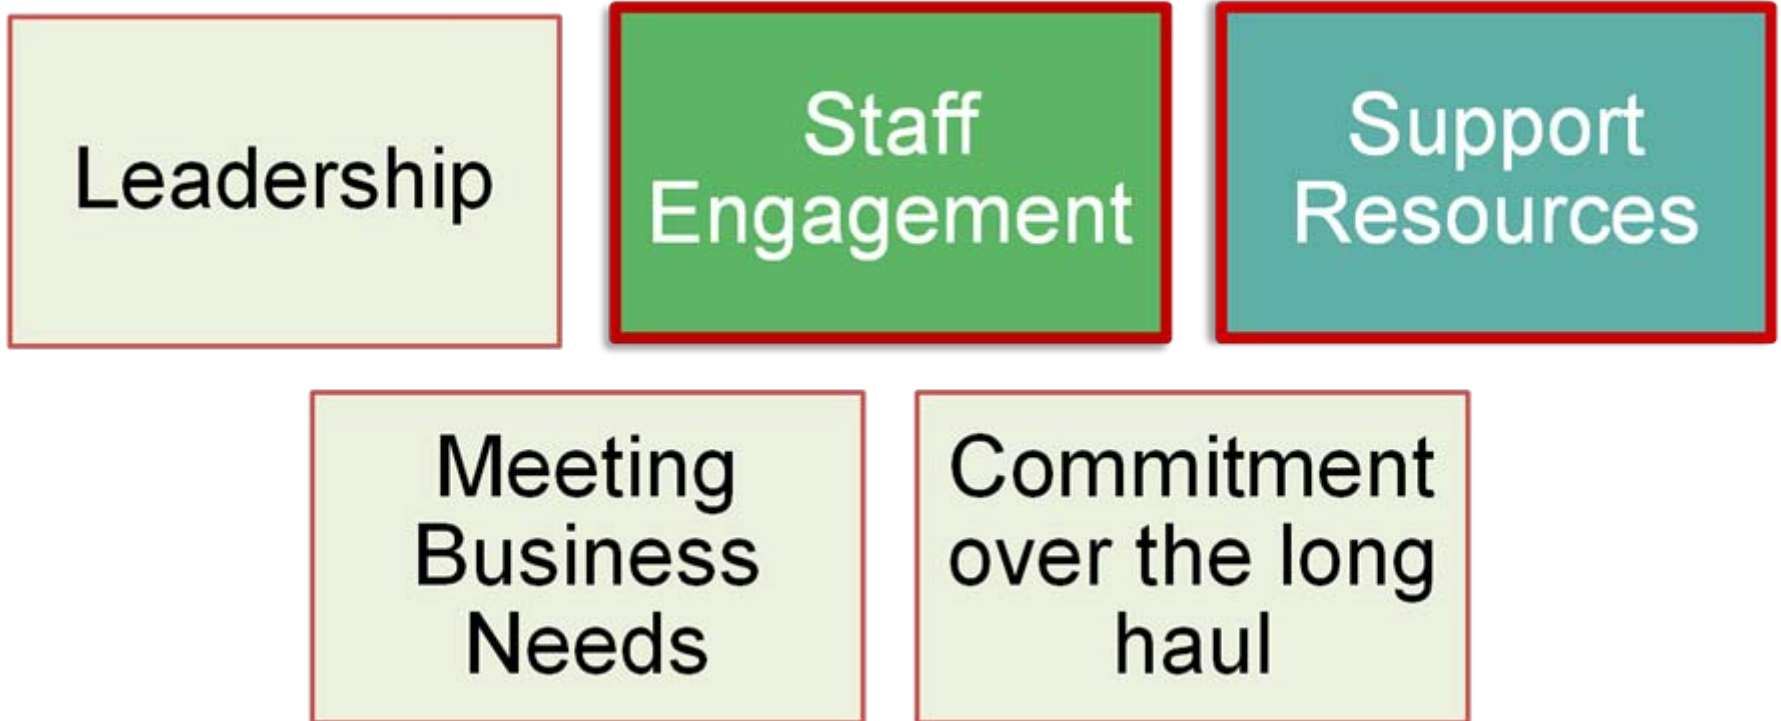 Leadership
Staff
Engagement
Support
Resources
Meeting
Business
Needs
Commitment
over the long
haul